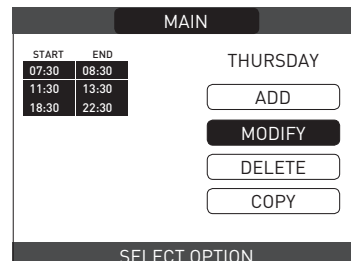 MAIN
START END
07:30 08:30
11:30 13:30
18:30 22:30
THURSDAY
ADD
MODIFY
DELETE
COPY
SELECT OPTION